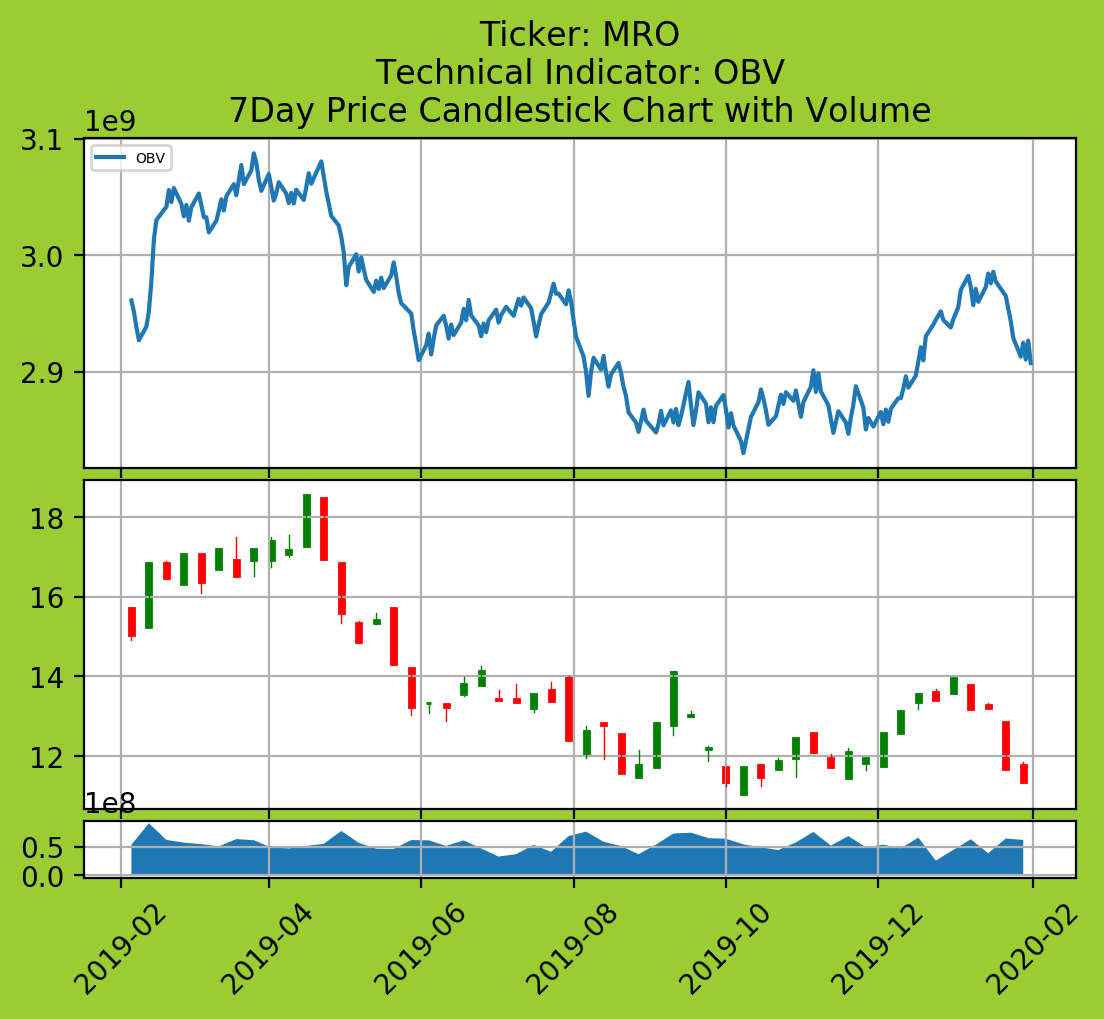 Ticker: MRO
Technical Indicator: OBV
7Day Price Candlestick Chart with Volume
1e9
3.1
OBV
3.0
2.9
18
16
14
12
1e8
0.5
0.0
2019-02 2019-04 2019-06 2019-08 2019-10 2019-12 2020-02